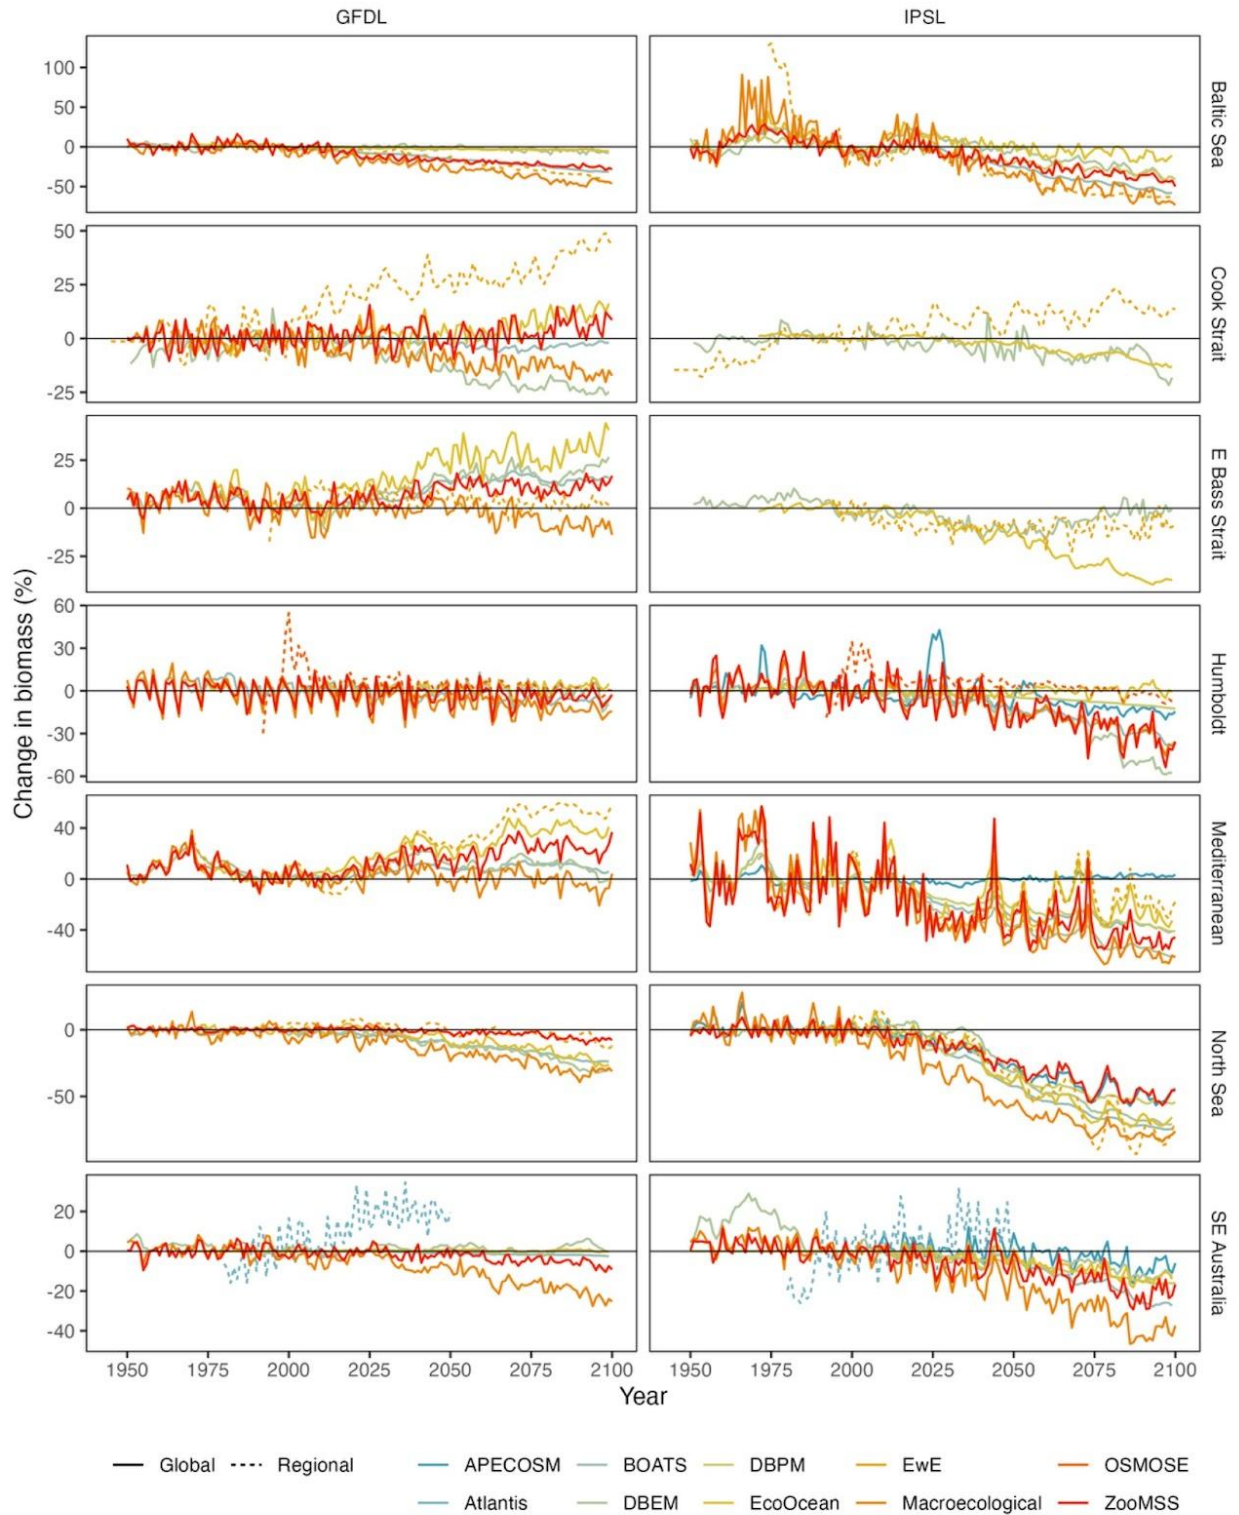 GFDL IPSL
100
50
0
-50
Baltic Sea
50
25
0
-25
Cook Strait
25
0
-25
E Bass Strait
60
30
0
-30
-60
Humboldt
40
0
-40
Mediterranean
0
-50
North Sea
20
0
-20
-40
SE Australia
Change in biomass (%)
1950 1975 2000 2025 2050 2075 2100 1950 1975 2000 2025 2050 2075 2100
Year
Global Regional APECOSM BOATS DBPM EwE OSMOSE
Atlantis DBEM EcoOcean Macroecological ZooMSS